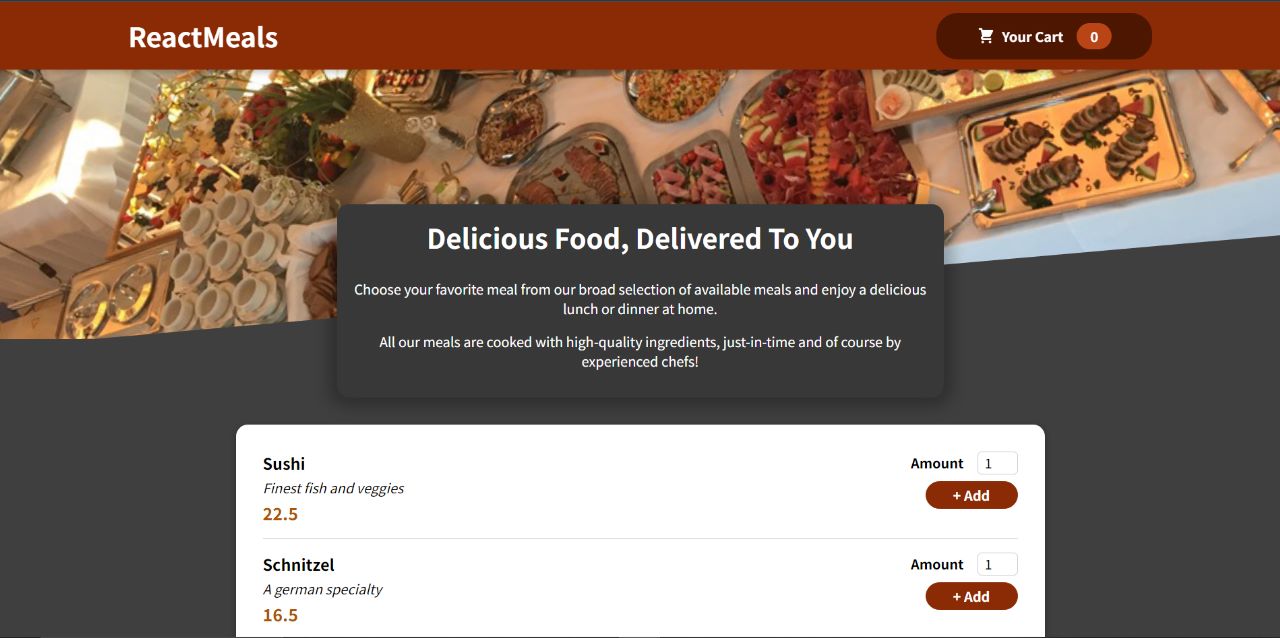 ReactMeals
Your Cart 0
Delicious Food, Delivered To You
Choose your favorite meal from our broad selection of available meals and enjoy a delicious
lunch or dinner at home.
All our meals are cooked with high-quality ingredients, just-in-time and of course by
experienced chefs!
Sushi
Amount 1
Finest fish and veggies
+ Add
22.5
Schnitzel
Amount 1
A german specialty
+ Add
16.5